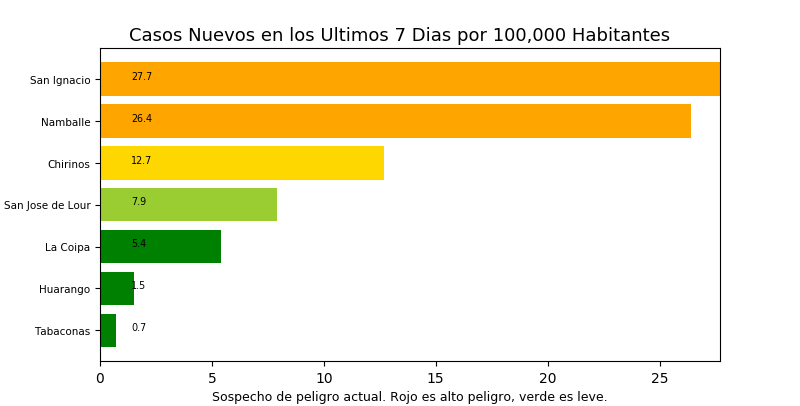 Casos Nuevos en los Ultimos 7 Dias por 100,000 Habitantes
San Ignacio 27.7
Namballe 26.4
Chirinos 12.7
San Jose de Lour 7.9
La Coipa 5.4
Huarango 1.5
Tabaconas 0.7
0 5 10 15 20 25
Sospecho de peligro actual. Rojo es alto peligro, verde es leve.